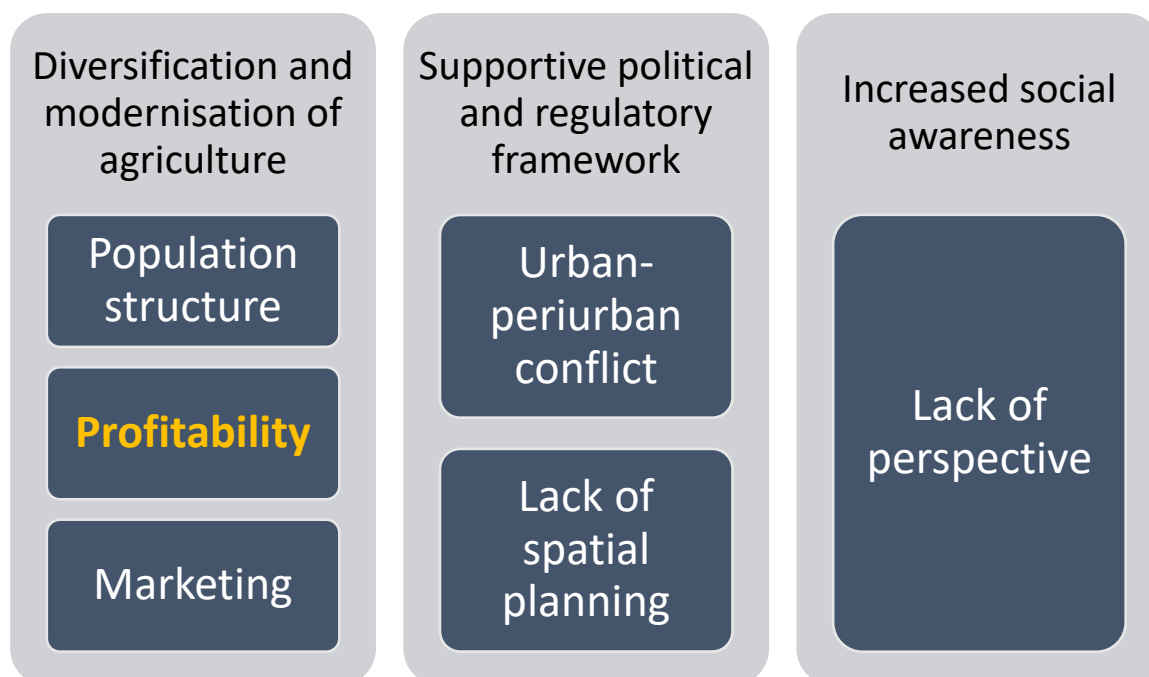 Diversification and
modernisation of
agriculture
Population
structure
Profitability
Marketing
Supportive political
and regulatory
framework
Urban-
periurban
conflict
Lack of
spatial
planning
Increased social
awareness
Lack of
perspective